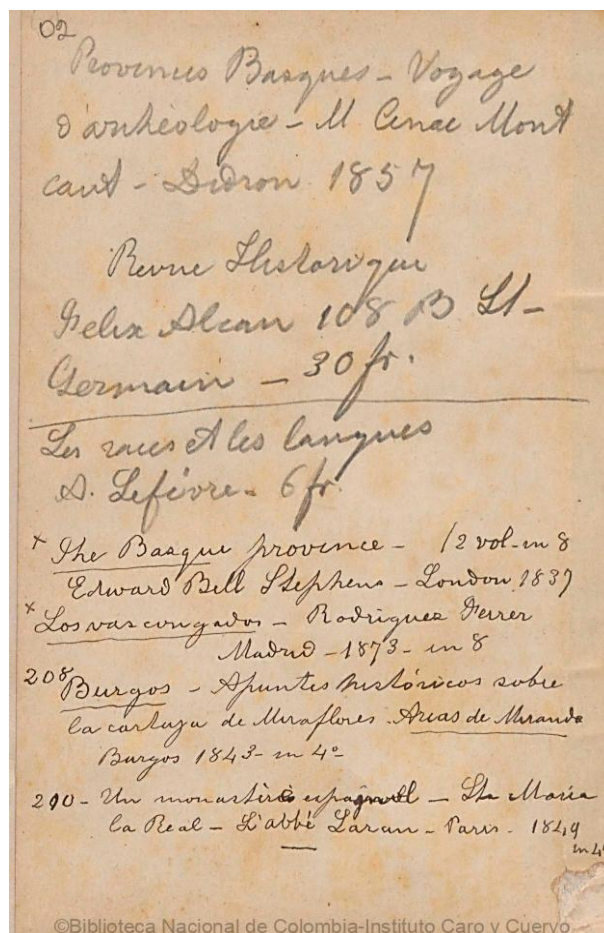 02
Provinces Basques - Voyage
d'archéologie - M Cenac Mont
caut - Didron 1857
Revue Historique
Felix Alcan 108 B St-
Germain - 30 fr.
Les races et les langues
A. Lefévre - 6 fr.
x The Basque province - 2 vol - in 8
Edward Bell Stephens - London 1837
x Los vascongados - Rodriguez Ferrer
Madrid - 1873 - in 8
208 Burgos - Apuntes históricos sobre
la cartuja de Miraflores. Arias de Miranda
Burgos 1843 - in 4º -
210 - Un monastère espagnol - Sta Maria
la Real - L'abbé Laran - Paris - 1849
in 4º
©Biblioteca Nacional de Colombia-Instituto Caro y Cuervo